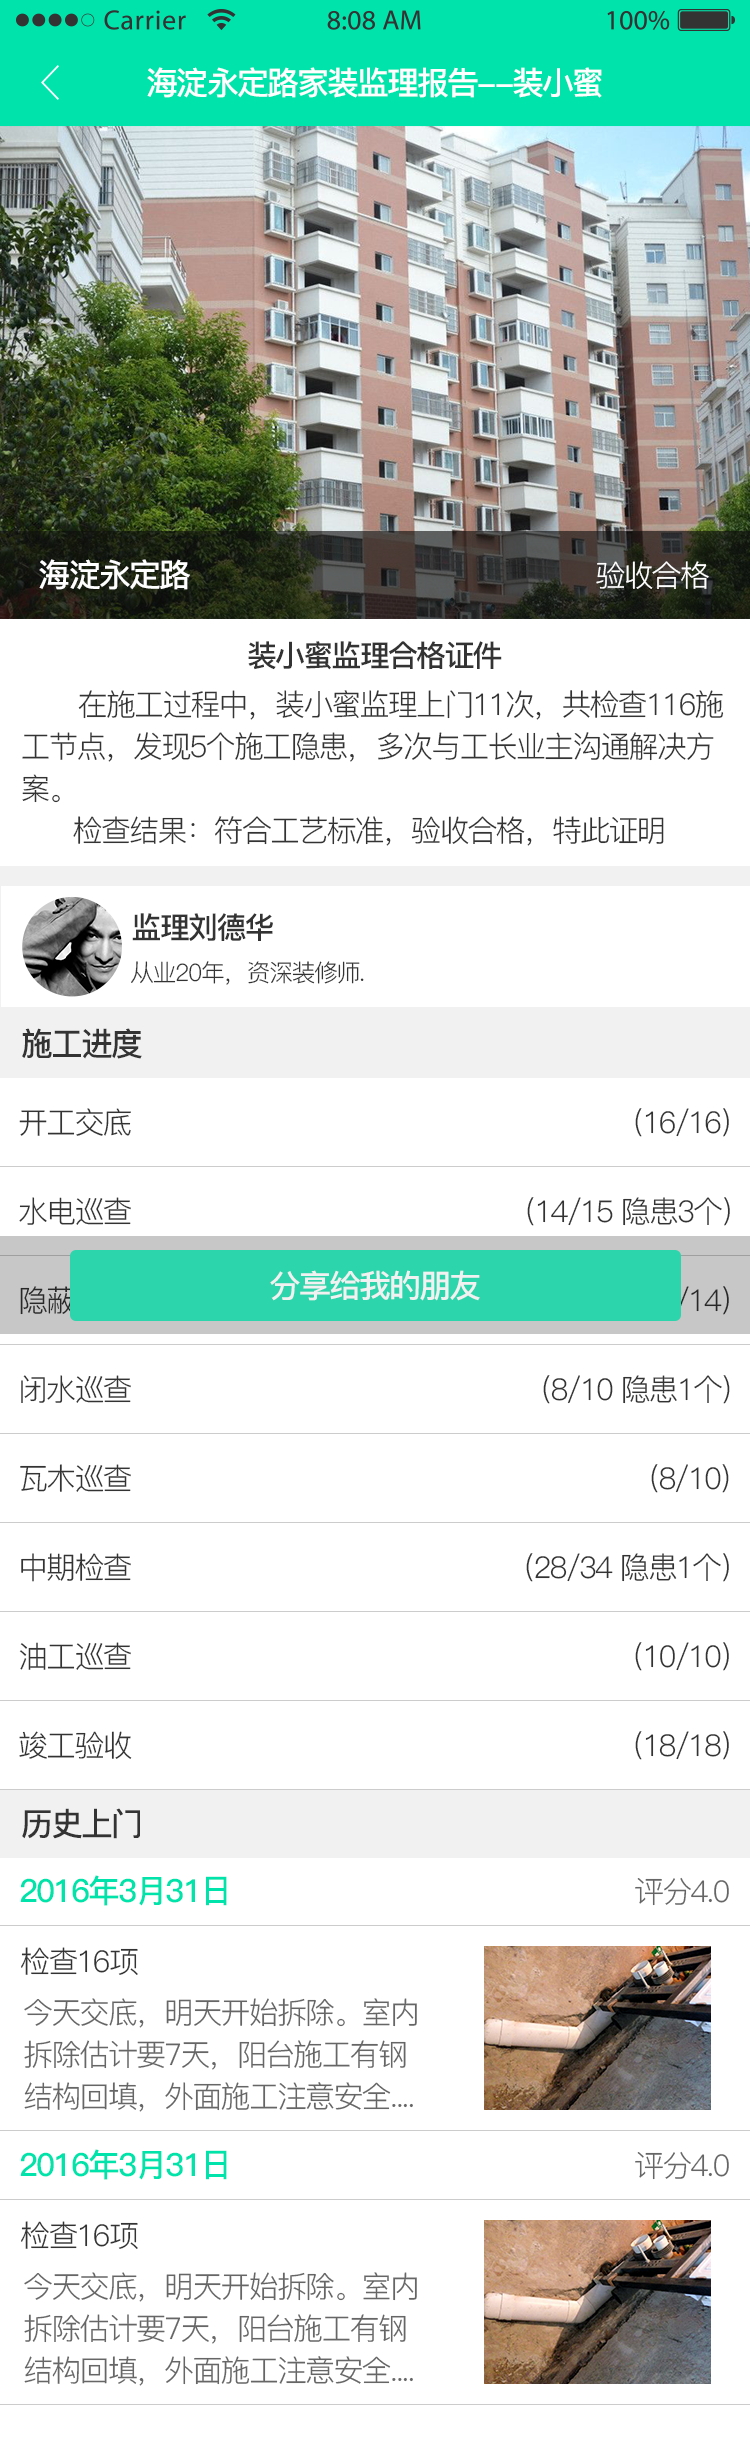 Carrier 8:08 AM 100%
海淀永定路家装监理报告--装小蜜
海淀永定路 验收合格
装小蜜监理合格证件
在施工过程中，装小蜜监理上门11次，共检查116施
工节点，发现5个施工隐患，多次与工长业主沟通解决方
案。
检查结果：符合工艺标准，验收合格，特此证明
监理刘德华
从业20年，资深装修师.
施工进度
开工交底 (16/16)
水电巡查 (14/15 隐患3个)
隐蔽 /14)
分享给我的朋友
闭水巡查 (8/10 隐患1个)
瓦木巡查 (8/10)
中期检查 (28/34 隐患1个)
油工巡查 (10/10)
竣工验收 (18/18)
历史上门
2016年3月31日 评分4.0
检查16项
今天交底，明天开始拆除。室内
拆除估计要7天，阳台施工有钢
结构回填，外面施工注意安全....
2016年3月31日 评分4.0
检查16项
今天交底，明天开始拆除。室内
拆除估计要7天，阳台施工有钢
结构回填，外面施工注意安全....